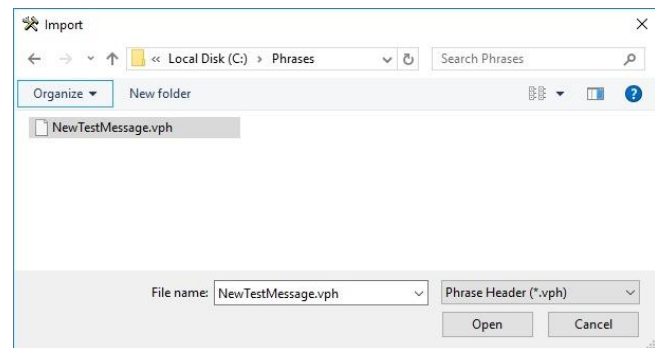 Import
« Local Disk (C:) › Phrases
Search Phrases
Organize
New folder
NewTestMessage.vph
File name: NewTestMessage.vph
Phrase Header (*.vph)
Open
Cancel